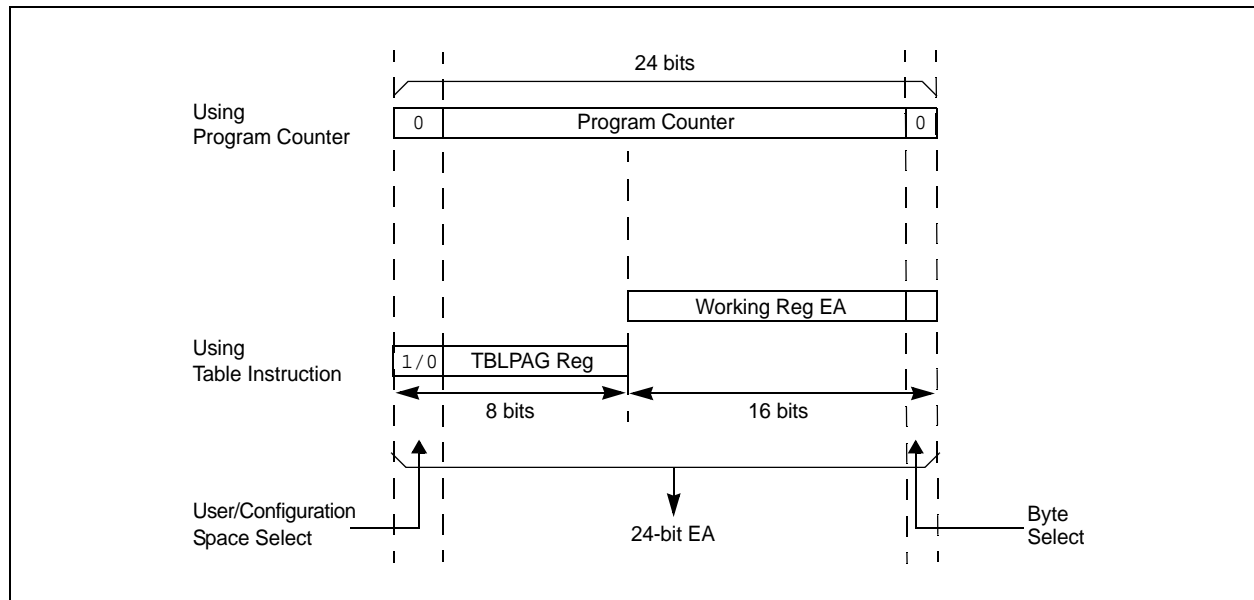 24 bits
Using
Program Counter
0
Program Counter
0
Working Reg EA
Using
Table Instruction
1/0
TBLPAG Reg
8 bits
16 bits
User/Configuration
Space Select
24-bit EA
Byte
Select